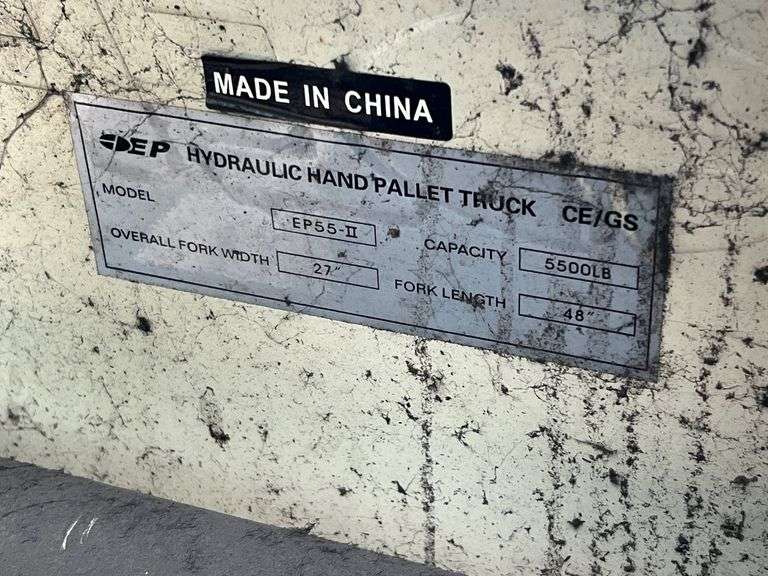 MADE IN CHINA
EP HYDRAULIC HAND PALLET TRUCK CE/GS
MODEL EP55-II CAPACITY 5500LB
OVERALL FORK WIDTH 27" FORK LENGTH 48"